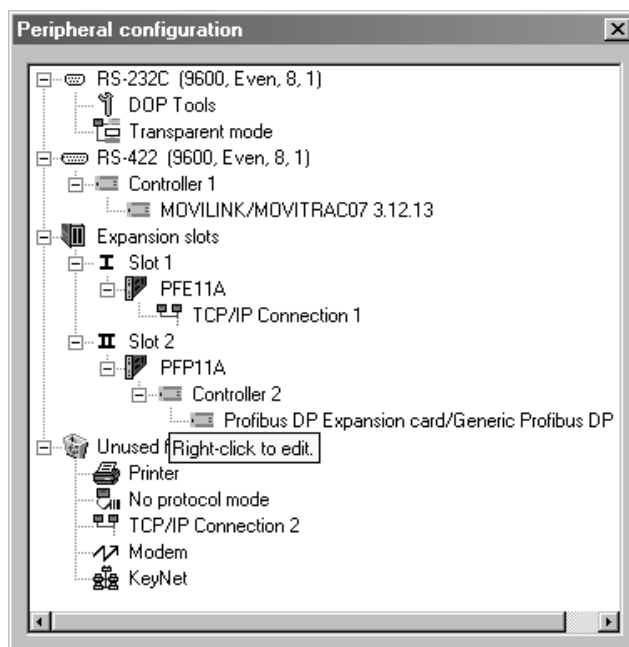 Peripheral configuration
RS-232C (9600, Even, 8, 1)
DOP Tools
Transparent mode
RS-422 (9600, Even, 8, 1)
Controller 1
MOVILINK/MOVITRAC07 3.12.13
Expansion slots
I Slot 1
PFE11A
TCP/IP Connection 1
II Slot 2
PFP11A
Controller 2
Profibus DP Expansion card/Generic Profibus DP
Unused
Right-click to edit.
Printer
No protocol mode
TCP/IP Connection 2
Modem
KeyNet